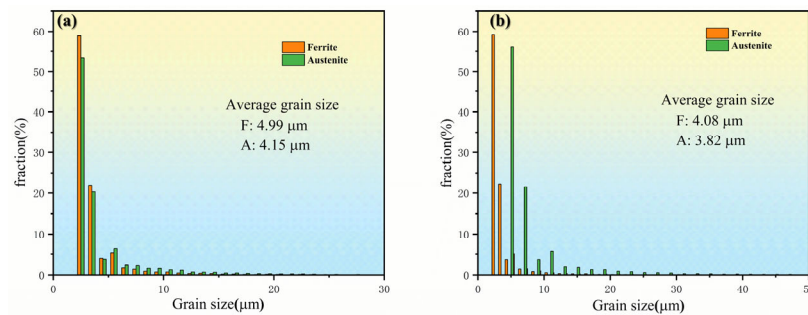 (a)
60
50
40
30
20
10
0
fraction(%)
Ferrite
Austenite
Average grain size
F: 4.99 μm
A: 4.15 μm
0 10 20 30
Grain size(μm)
(b)
60
50
40
30
20
10
0
fraction(%)
Ferrite
Austenite
Average grain size
F: 4.08 μm
A: 3.82 μm
0 10 20 30 40 50
Grain size(μm)